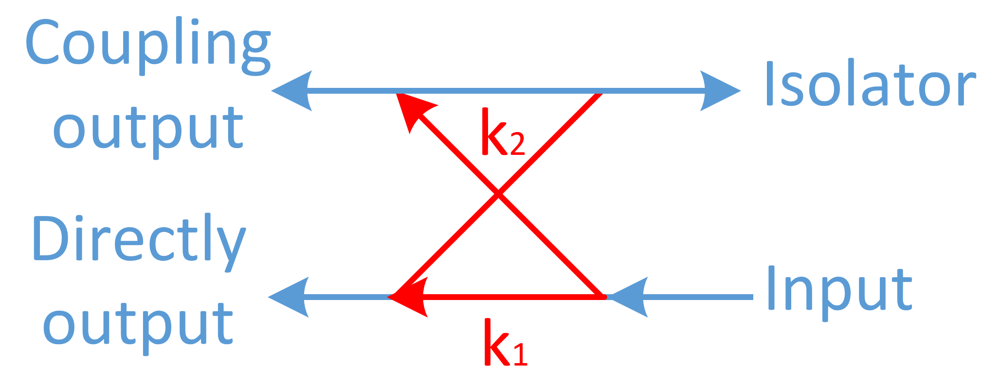 Coupling
output
Isolator
k2
Directly
output
Input
k1